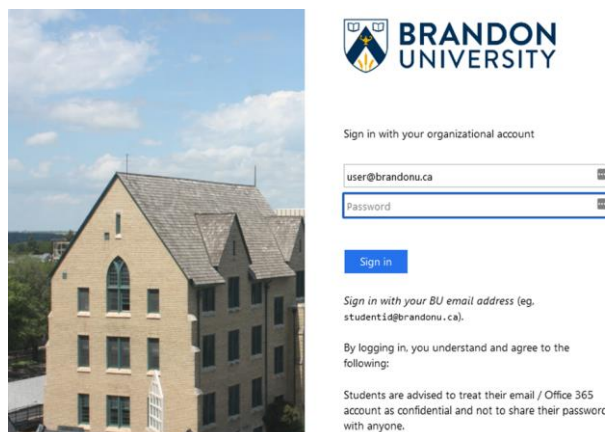 BRANDON
UNIVERSITY
Sign in with your organizational account
user@brandonu.ca
Password
Sign in
Sign in with your BU email address (eg,
studentid@brandonu.ca).
By logging in, you understand and agree to the
following:
Students are advised to treat their email / Office 365
account as confidential and not to share their password
with anyone.